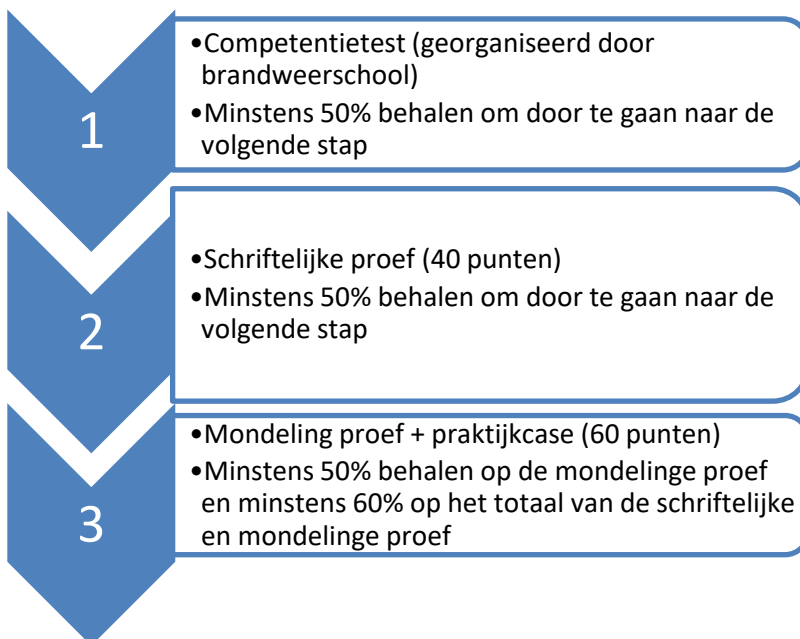 1
•Competentietest (georganiseerd door
brandweerschool)
•Minstens 50% behalen om door te gaan naar de
volgende stap
2
•Schriftelijke proef (40 punten)
•Minstens 50% behalen om door te gaan naar de
volgende stap
3
•Mondeling proef + praktijkcase (60 punten)
•Minstens 50% behalen op de mondelinge proef
en minstens 60% op het totaal van de schriftelijke
en mondelinge proef